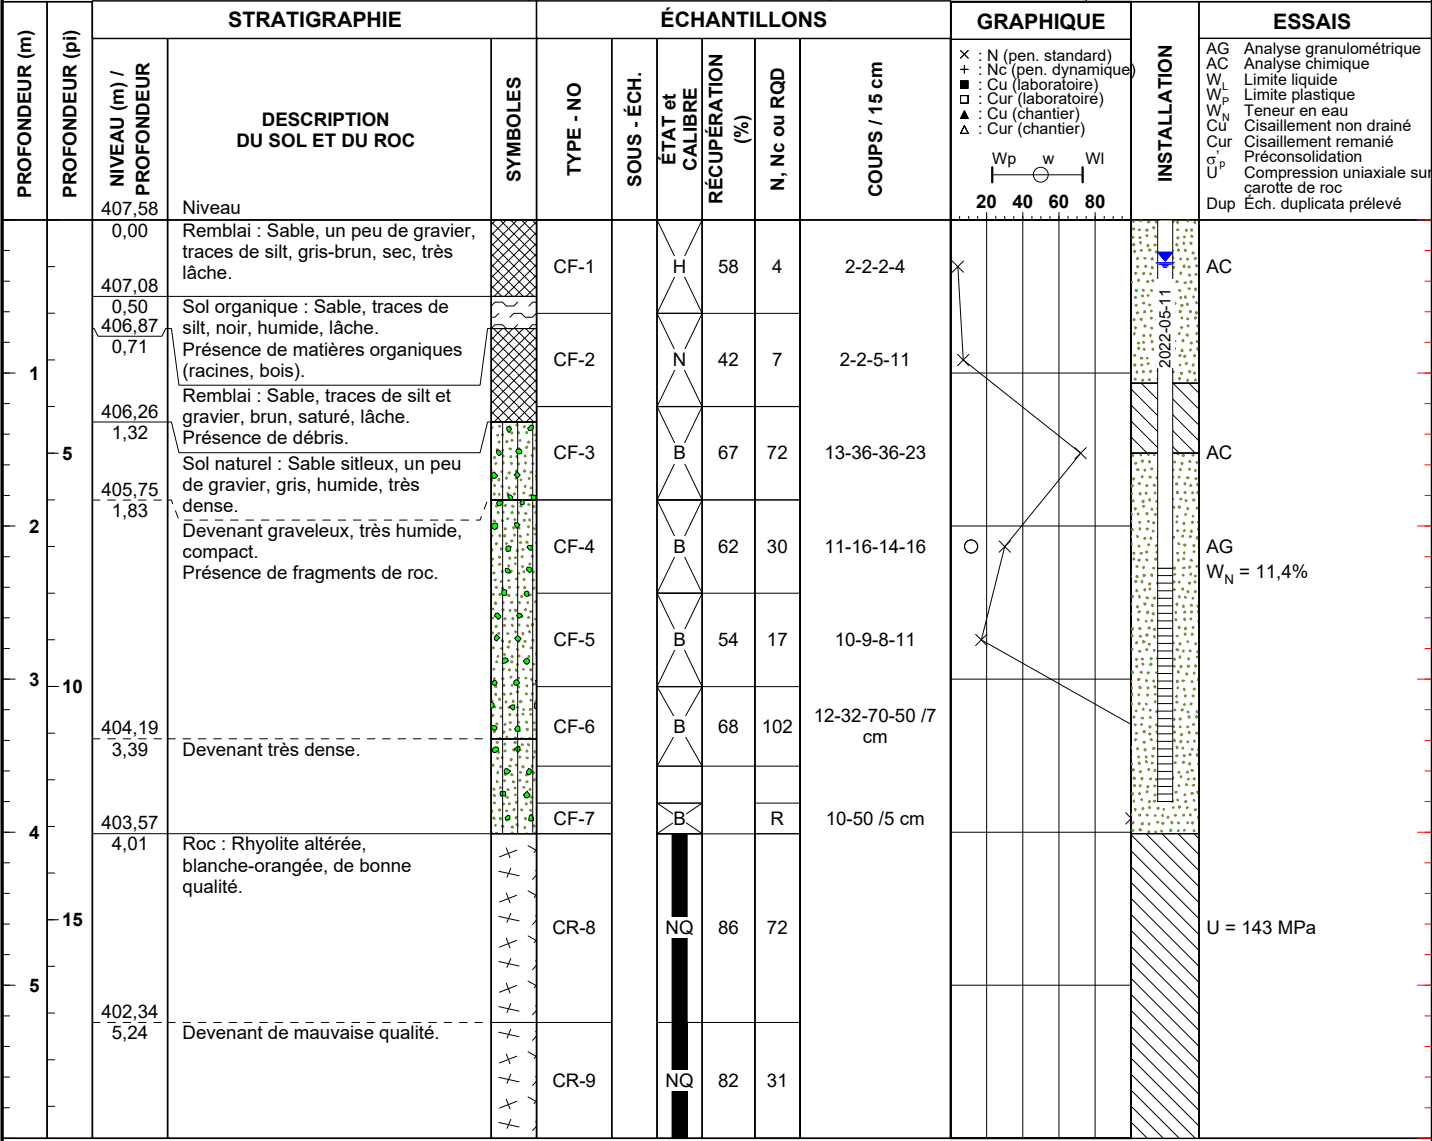 STRATIGRAPHIE
ÉCHANTILLONS
GRAPHIQUE
ESSAIS
PROFONDEUR (m)
PROFONDEUR (pi)
NIVEAU (m) /
PROFONDEUR
DESCRIPTION
DU SOL ET DU ROC
SYMBOLES
TYPE - NO
SOUS - ÉCH.
ÉTAT et
CALIBRE
RÉCUPÉRATION
(%)
N, Nc ou RQD
COUPS / 15 cm
× : N (pen. standard)
+ : Nc (pen. dynamique)
■ : Cu (laboratoire)
□ : Cur (laboratoire)
▲ : Cu (chantier)
△ : Cur (chantier)
Wp w Wl
20 40 60 80
INSTALLATION
AG Analyse granulométrique
AC Analyse chimique
W_L Limite liquide
W_P Limite plastique
W_N Teneur en eau
Cu Cisaillement non drainé
Cur Cisaillement remanié
σ'_p Préconsolidation
U Compression uniaxiale sur
carotte de roc
Dup Éch. duplicata prélevé
407,58 Niveau
0,00 Remblai : Sable, un peu de gravier,
traces de silt, gris-brun, sec, très
lâche.
407,08
CF-1 H 58 4 2-2-2-4 AC
0,50 Sol organique : Sable, traces de
406,87 silt, noir, humide, lâche.
0,71 Présence de matières organiques
(racines, bois).
CF-2 N 42 7 2-2-5-11
2022-05-11
1
Remblai : Sable, traces de silt et
406,26 gravier, brun, saturé, lâche.
1,32 Présence de débris.
5
CF-3 B 67 72 13-36-36-23 AC
Sol naturel : Sable sitleux, un peu
405,75 de gravier, gris, humide, très
1,83 dense.
2
Devenant graveleux, très humide,
compact.
Présence de fragments de roc.
CF-4 B 62 30 11-16-14-16 AG
W_N = 11,4%
CF-5 B 54 17 10-9-8-11
3
10
404,19
CF-6 B 68 102 12-32-70-50 /7
cm
3,39 Devenant très dense.
403,57
CF-7 B R 10-50 /5 cm
4
4,01 Roc : Rhyolite altérée,
blanche-orangée, de bonne
qualité.
15
CR-8 NQ 86 72 U = 143 MPa
5
402,34
5,24 Devenant de mauvaise qualité.
CR-9 NQ 82 31